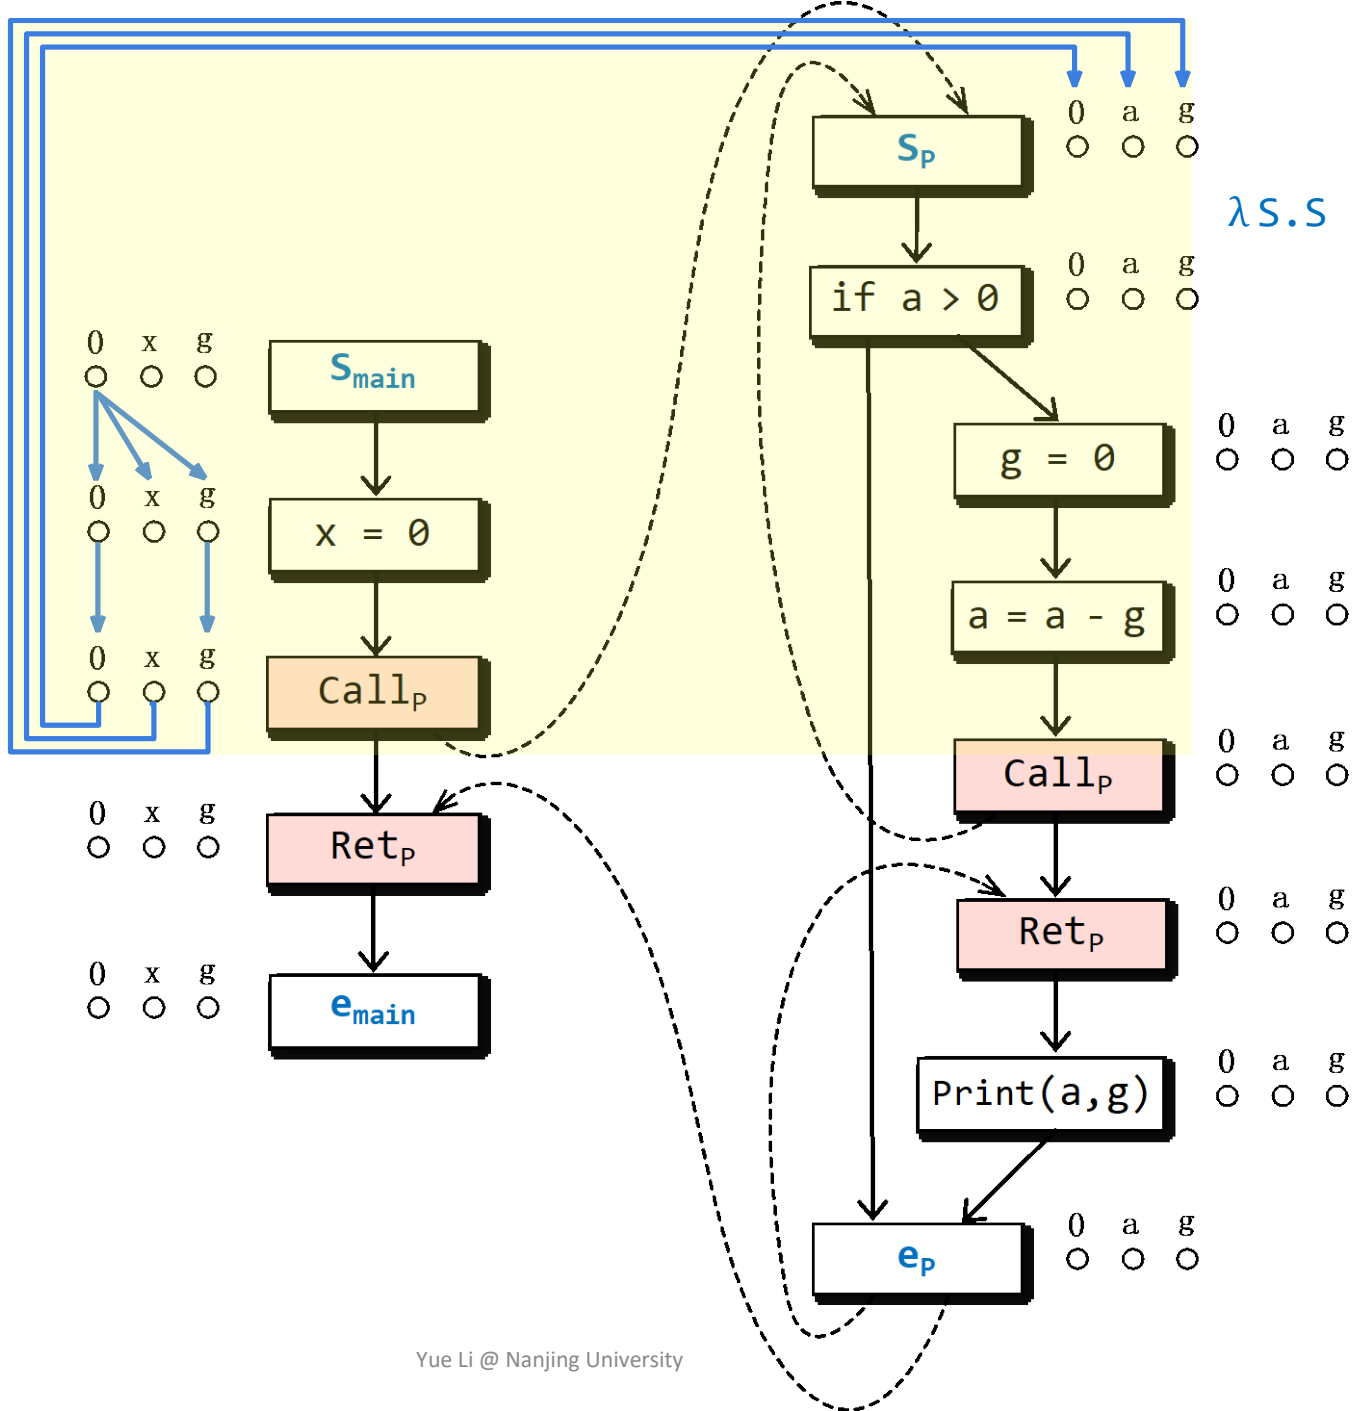 0 a g
S_P
λS.S
0 a g
if a > 0
0 x g
S_main
0 a g
g = 0
0 x g
x = 0
0 a g
a = a - g
0 x g
Call_P
0 a g
Call_P
0 x g
Ret_P
0 a g
Ret_P
0 x g
e_main
0 a g
Print(a,g)
0 a g
e_P
Yue Li @ Nanjing University